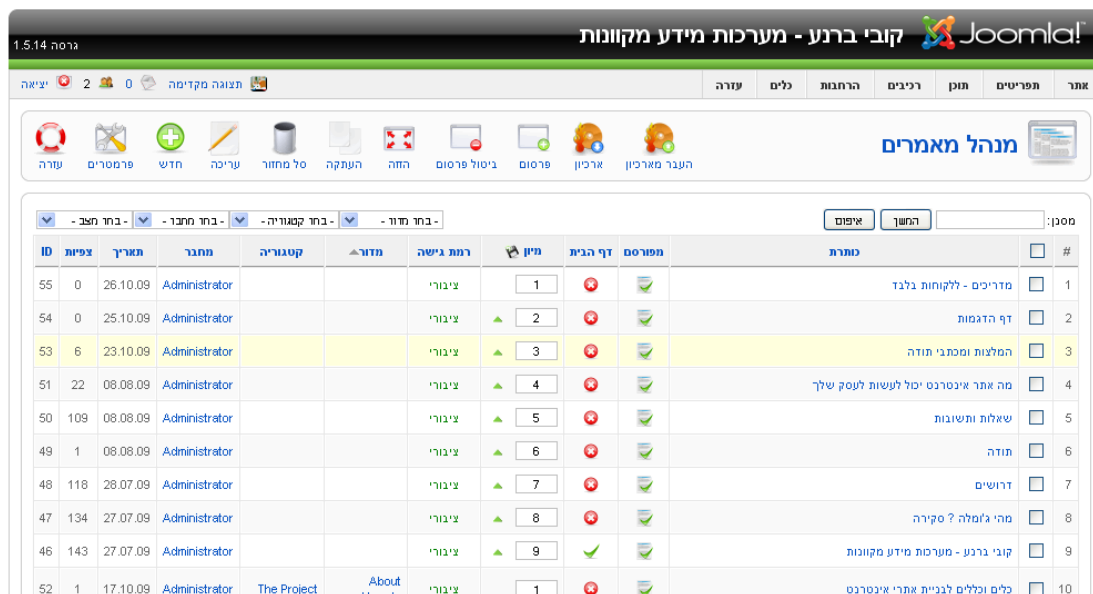 Joomla! קובי ברנע - מערכות מידע מקוונות
גרסה 1.5.14
אתר תפריטים תוכן רכיבים הרחבות כלים עזרה
תצוגה מקדימה 0 2 יציאה
מנהל מאמרים
העבר מארכיון ארכיון פרסום ביטול פרסום הזזה העתקה סל מחזור עריכה חדש פרמטרים עזרה
מסנן: המשך איפוס - בחר מדור - - בחר קטגוריה - - בחר מחבר - - בחר מצב -
# כותרת מפורסם דף הבית מיון רמת גישה מדור קטגוריה מחבר תאריך צפיות ID
1 מדריכים - ללקוחות בלבד 1 ציבורי Administrator 26.10.09 0 55
2 דף הדגמות 2 ציבורי Administrator 25.10.09 0 54
3 המלצות ומכתבי תודה 3 ציבורי Administrator 23.10.09 6 53
4 מה אתר אינטרנט יכול לעשות לעסק שלך 4 ציבורי Administrator 08.08.09 22 51
5 שאלות ותשובות 5 ציבורי Administrator 08.08.09 109 50
6 תודה 6 ציבורי Administrator 08.08.09 1 49
7 דרושים 7 ציבורי Administrator 28.07.09 118 48
8 מהי ג'ומלה ? סקירה 8 ציבורי Administrator 27.07.09 134 47
9 קובי ברנע - מערכות מידע מקוונות 9 ציבורי Administrator 27.07.09 143 46
10 כלים וכללים לבניית אתרי אינטרנט 1 ציבורי About The Project Administrator 17.10.09 1 52